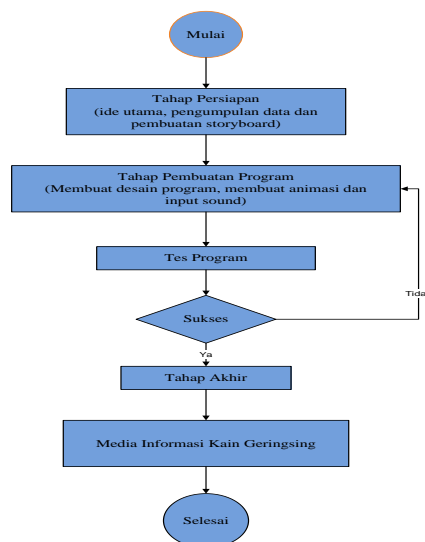 Mulai
Tahap Persiapan
(ide utama, pengumpulan data dan
pembuatan storyboard)
Tahap Pembuatan Program
(Membuat desain program, membuat animasi dan
input sound)
Tes Program
Sukses
Tida
Ya
Tahap Akhir
Media Informasi Kain Geringsing
Selesai